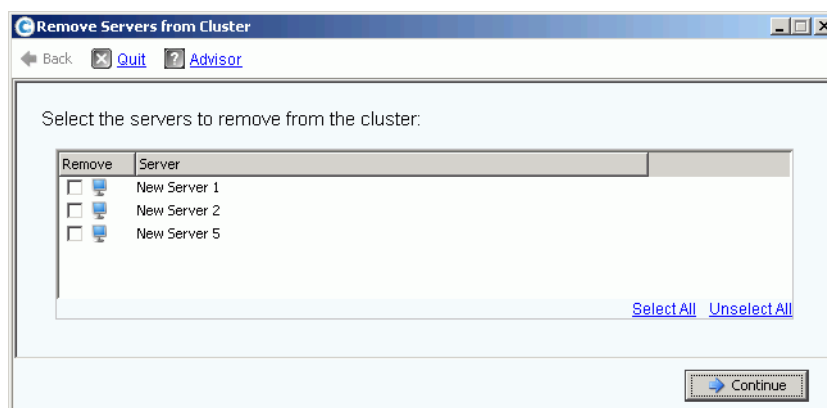 Remove Servers from Cluster
Back Quit Advisor
Select the servers to remove from the cluster:
Remove Server
New Server 1
New Server 2
New Server 5
Select All Unselect All
Continue